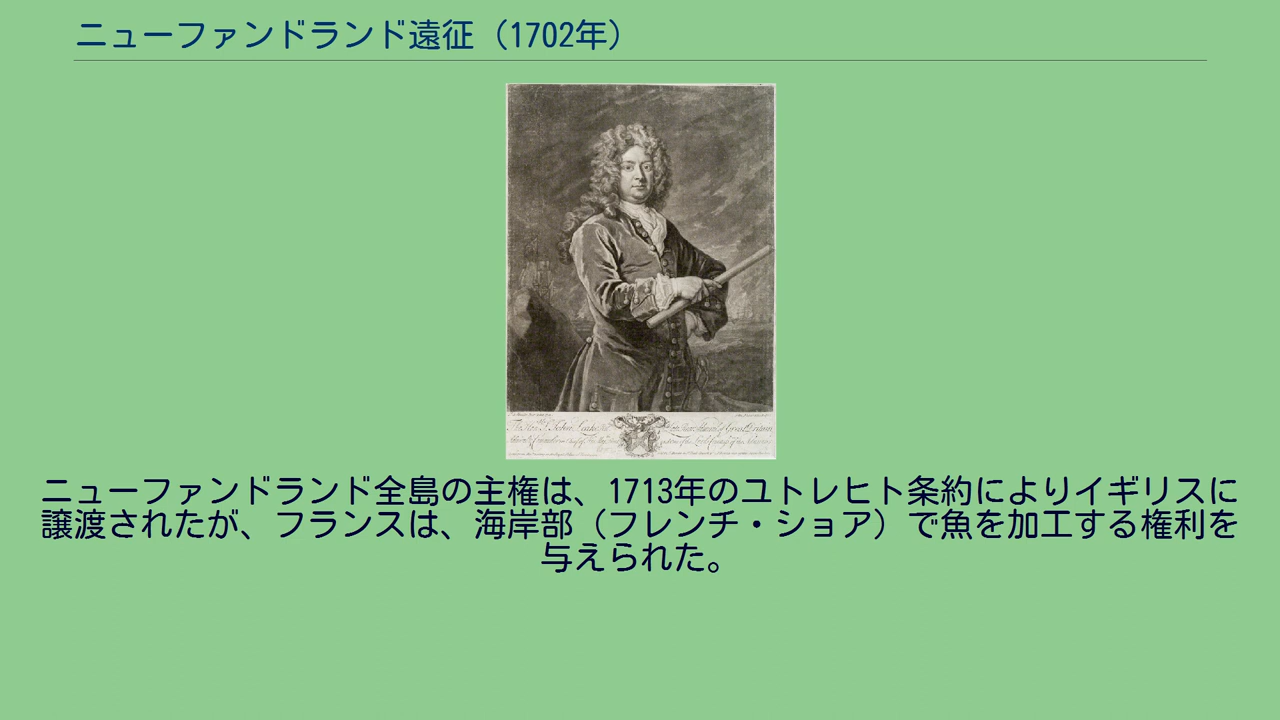 ニューファンドランド遠征（1702年）
ニューファンドランド全島の主権は、1713年のユトレヒト条約によりイギリスに
譲渡されたが、フランスは、海岸部（フレンチ・ショア）で魚を加工する権利を
与えられた。